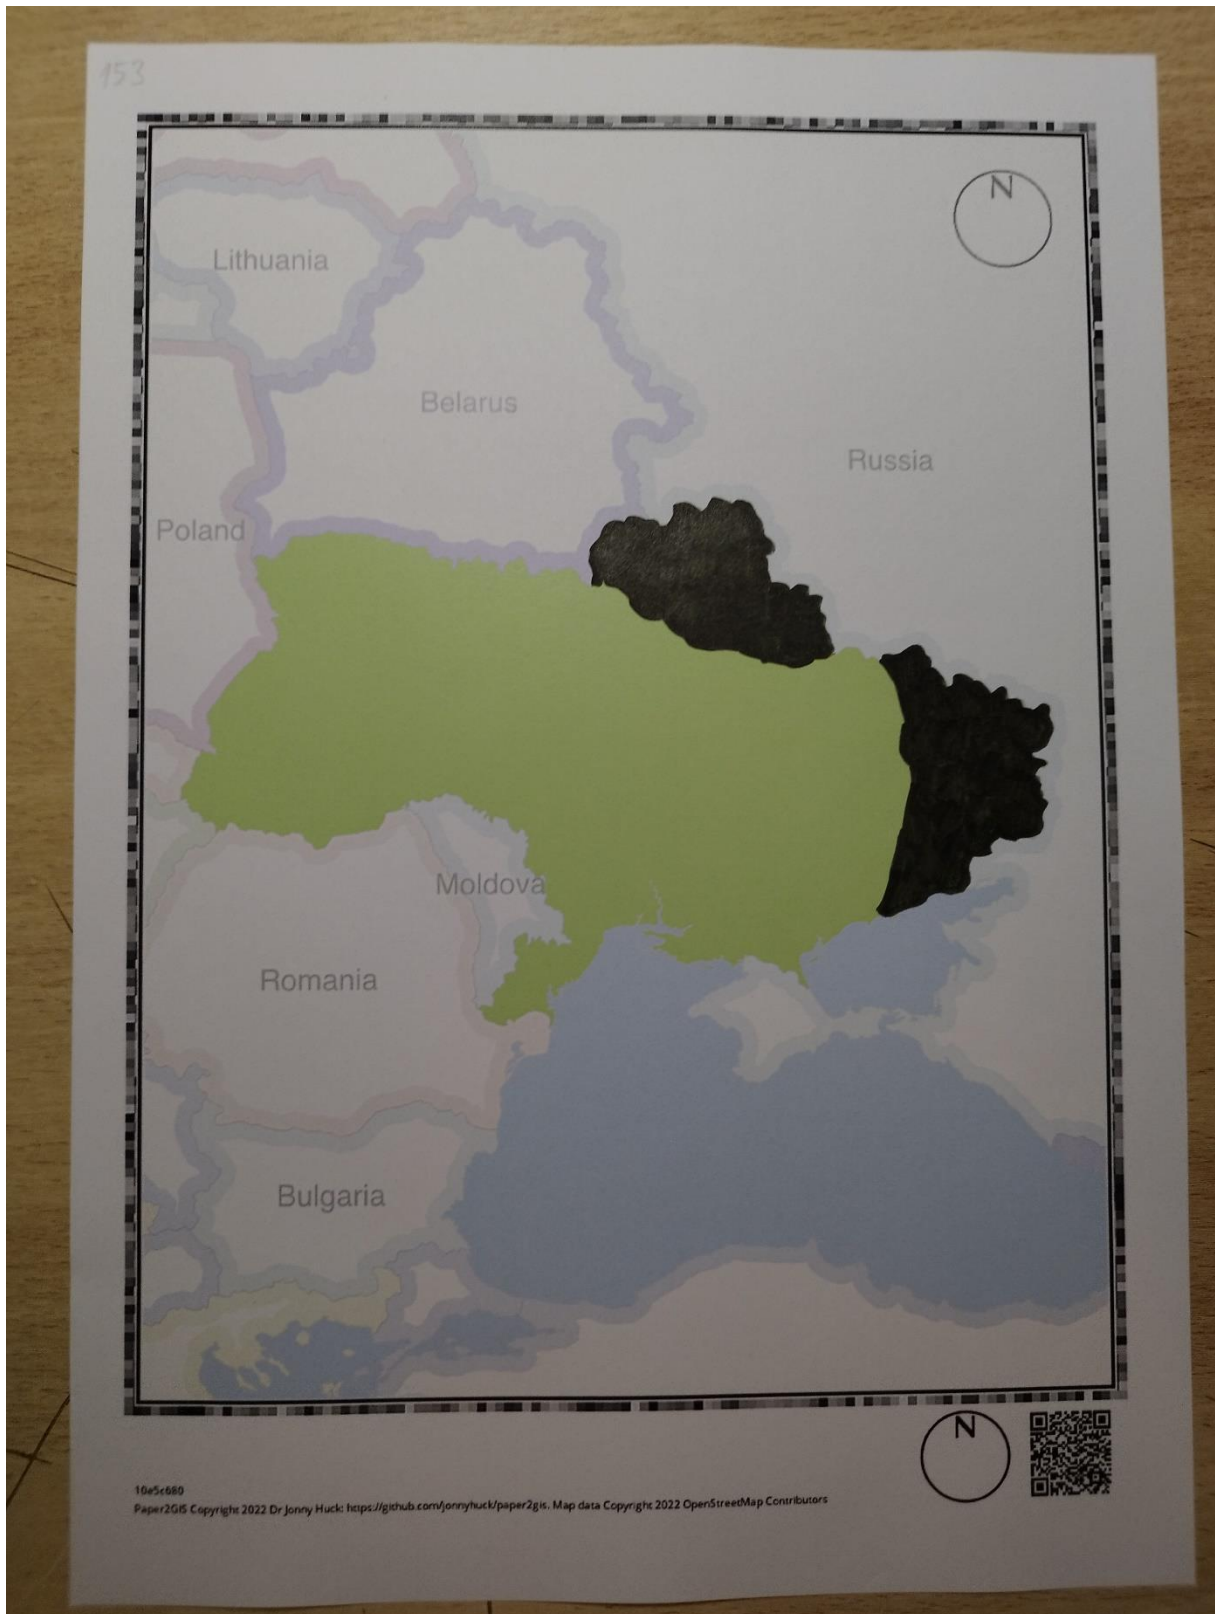 153
N
Lithuania
Belarus
Russia
Poland
Moldova
Romania
Bulgaria
N
10e5c680
Paper2GIS Copyright 2022 Dr Jonny Huck: https://github.com/jonnyhuck/paper2gis. Map data Copyright 2022 OpenStreetMap Contributors